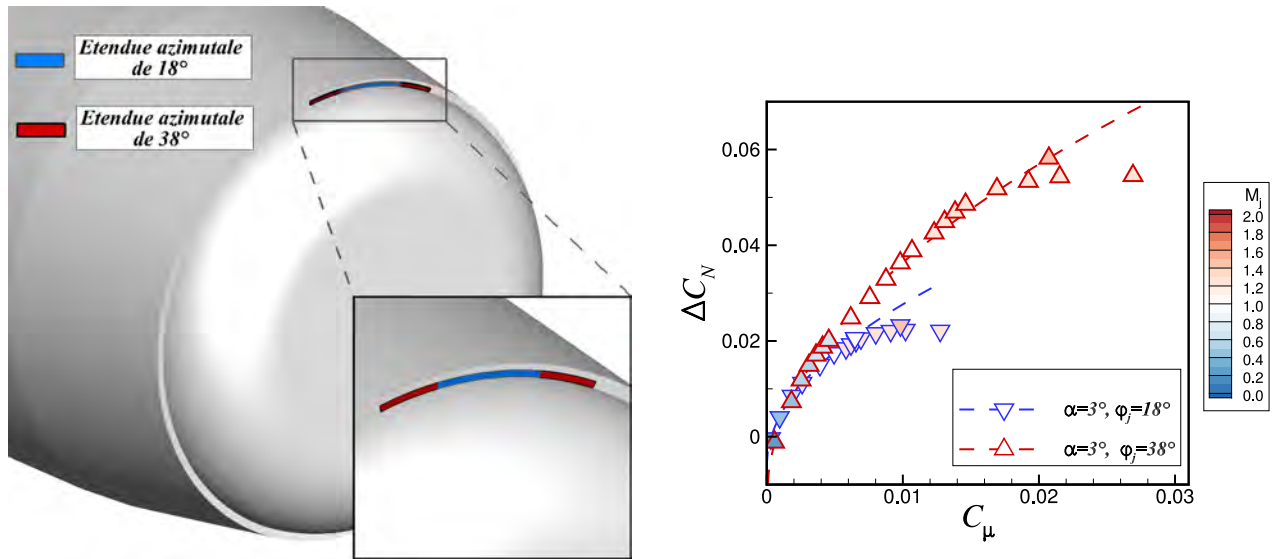 Etendue azimutale
de 18°
Etendue azimutale
de 38°
ΔC_N
0.06
0.04
0.02
0
0
0.01
0.02
0.03
C_μ
α=3°, φ_j=18°
α=3°, φ_j=38°
M_j
2.0
1.8
1.6
1.4
1.2
1.0
0.8
0.6
0.4
0.2
0.0